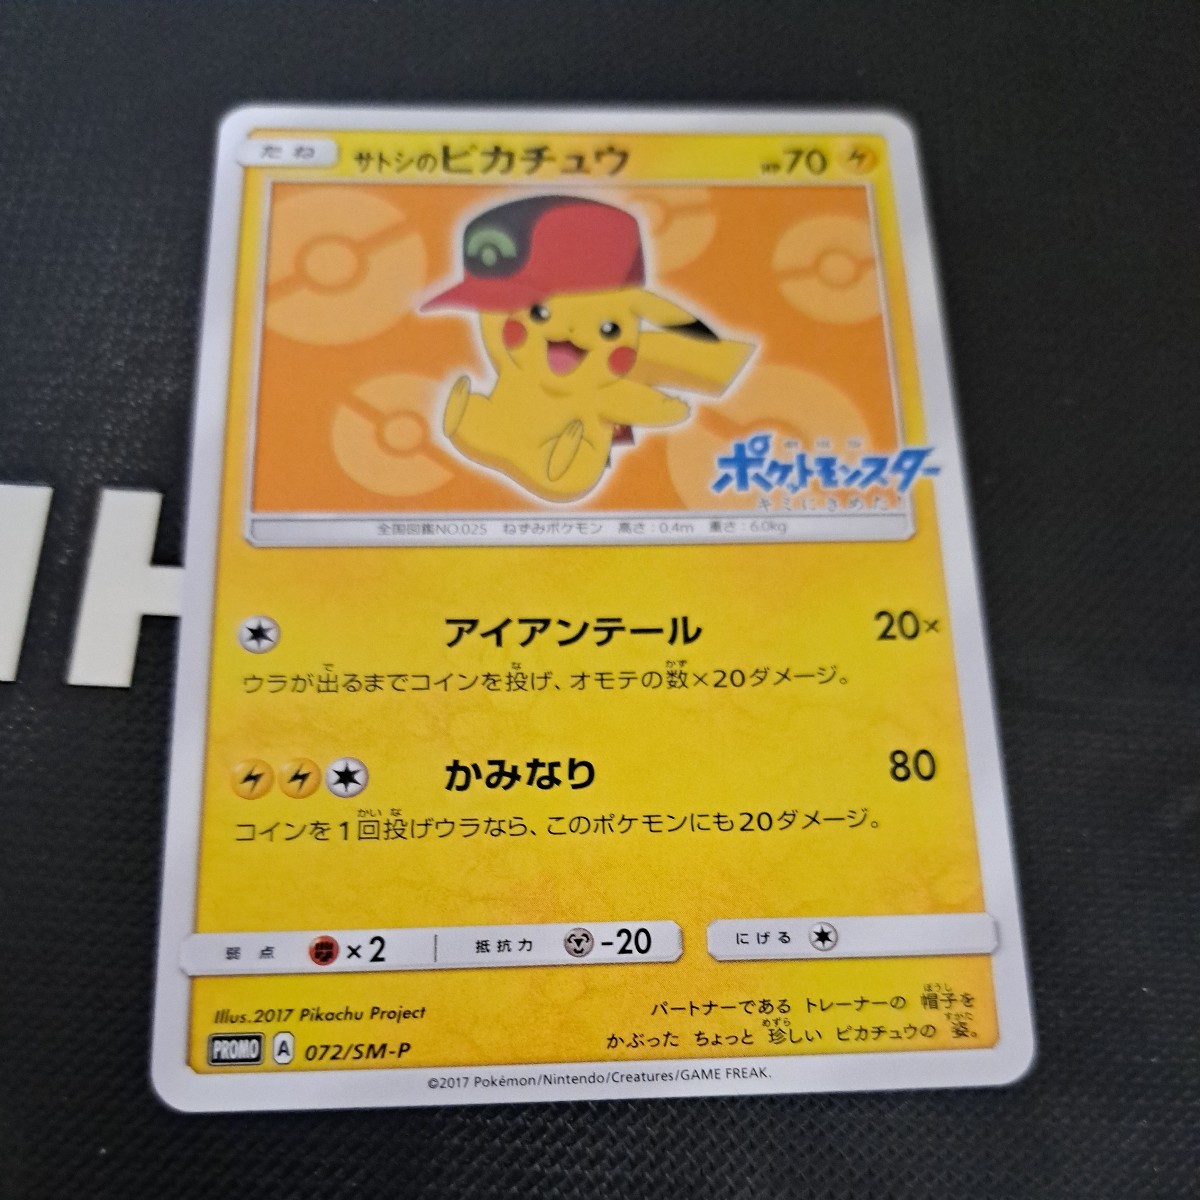 たね サトシのピカチュウ HP70
劇場版
ポケットモンスター
キミにきめた!
全国図鑑NO.025 ねずみポケモン 高さ:0.4m 重さ:6.0kg
アイアンテール 20×
ウラが出るまでコインを投げ、オモテの数×20ダメージ。
かみなり 80
コインを1回投げウラなら、このポケモンにも20ダメージ。
弱点 ×2 抵抗力 -20 にげる
Illus.2017 Pikachu Project
パートナーである トレーナーの 帽子を
かぶった ちょっと 珍しい ピカチュウの 姿。
PROMO A 072/SM-P
©2017 Pokémon/Nintendo/Creatures/GAME FREAK.